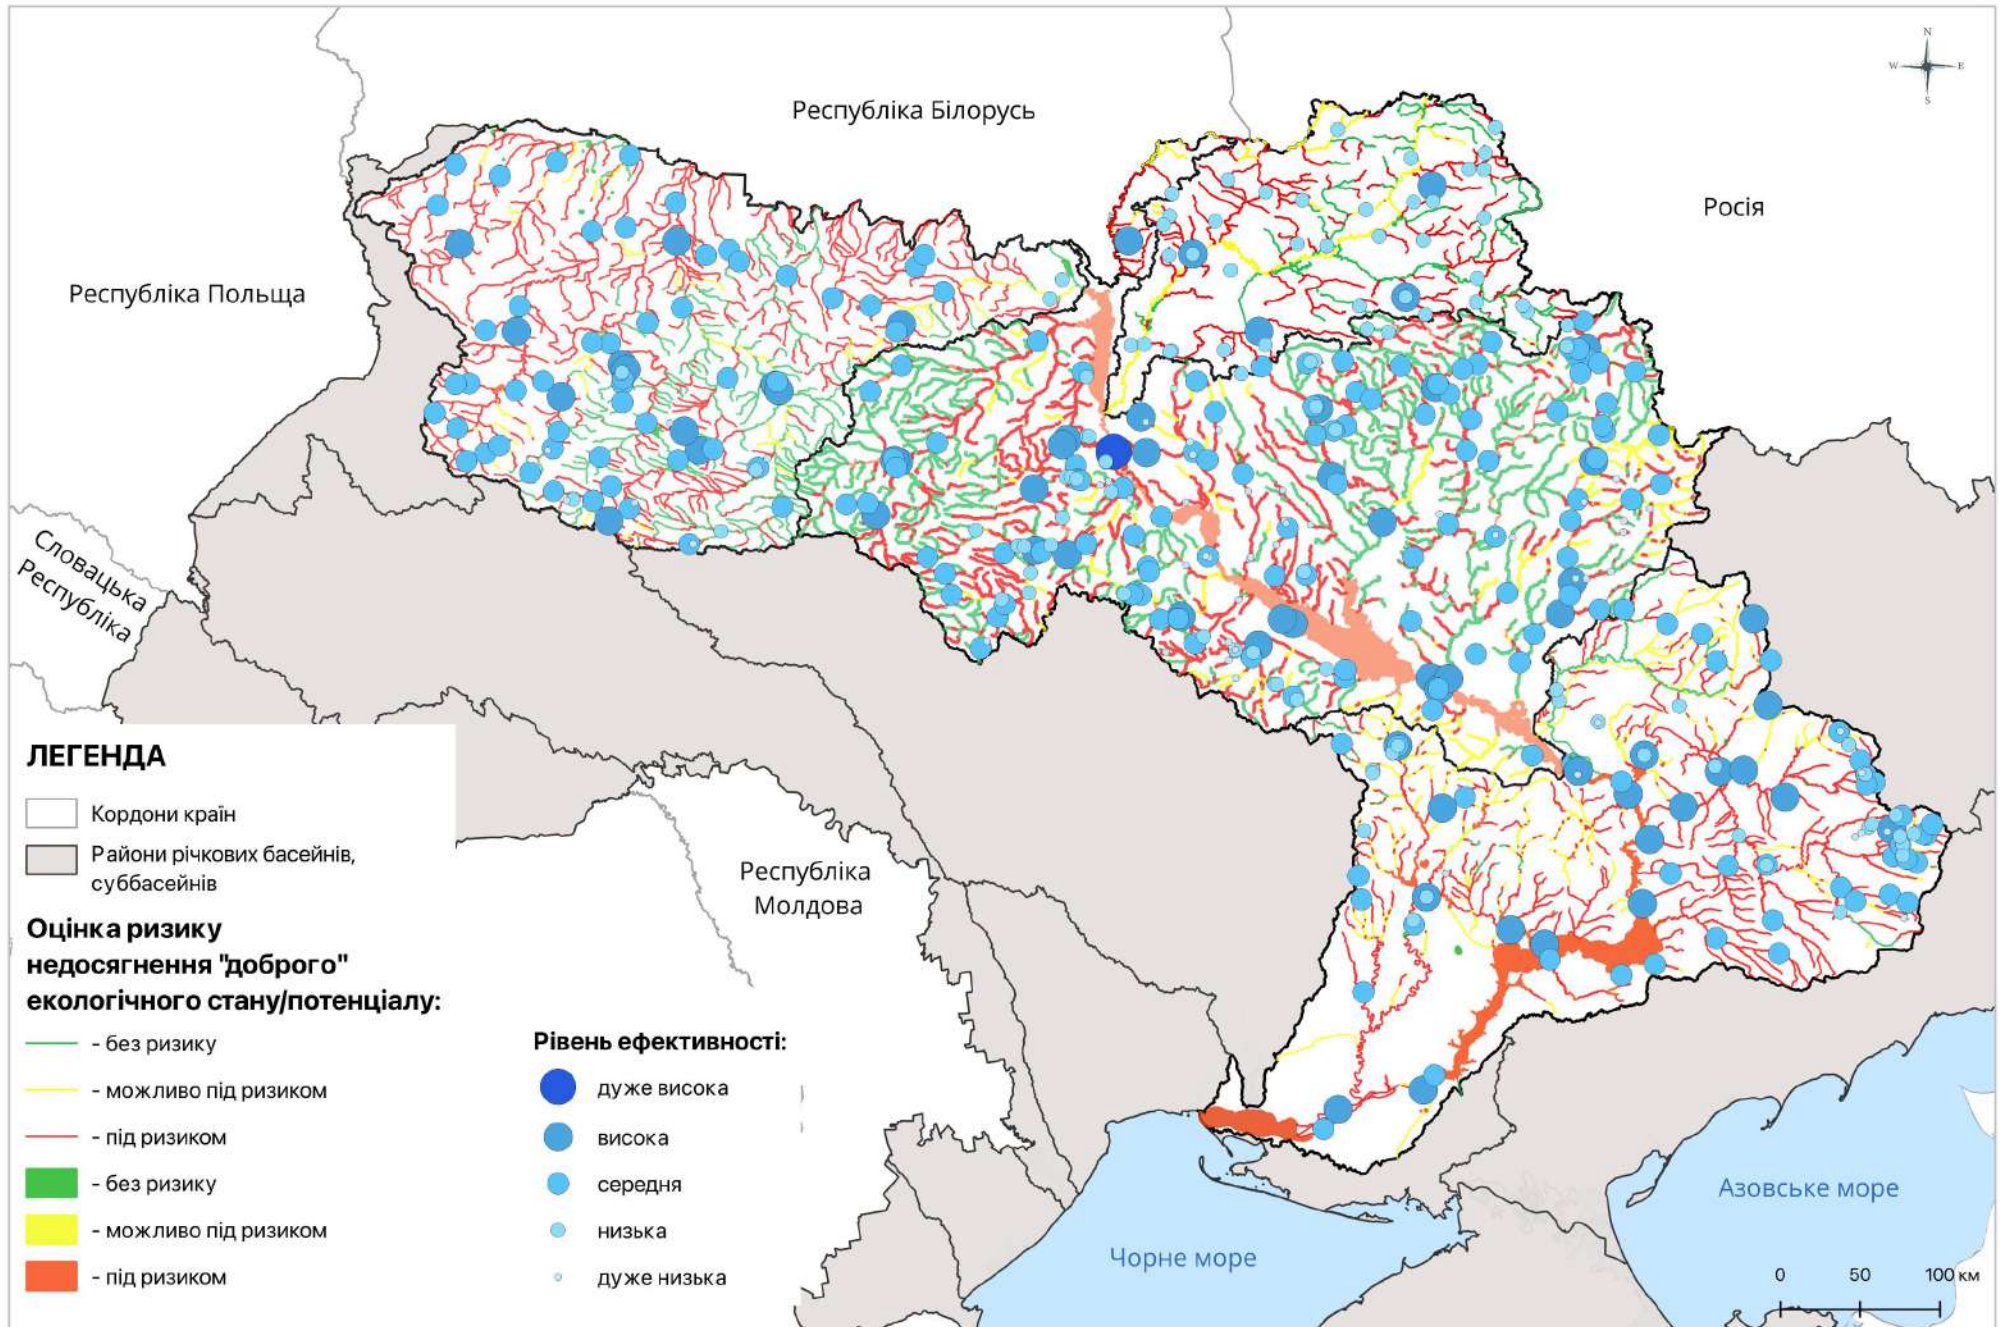 N
W
E
S
Республіка Білорусь
Росія
Республіка Польща
Словацька
Республіка
Республіка
Молдова
ЛЕГЕНДА
Кордони країн
Райони річкових басейнів,
суббасейнів
Оцінка ризику
недосягнення "доброго"
екологічного стану/потенціалу:
- без ризику
- можливо під ризиком
- під ризиком
- без ризику
- можливо під ризиком
- під ризиком
Рівень ефективності:
дуже висока
висока
середня
низька
дуже низька
Чорне море
Азовське море
0 50 100 км